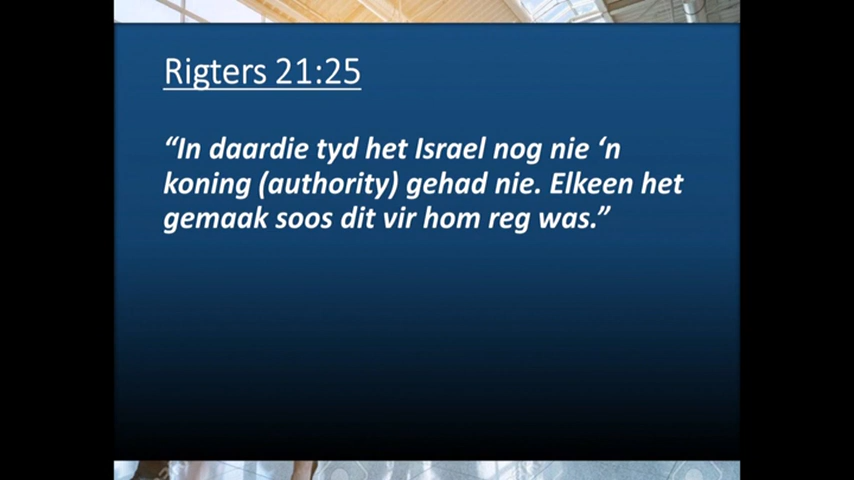 Rigters 21:25
“In daardie tyd het Israel nog nie ‘n
koning (authority) gehad nie. Elkeen het
gemaak soos dit vir hom reg was.”